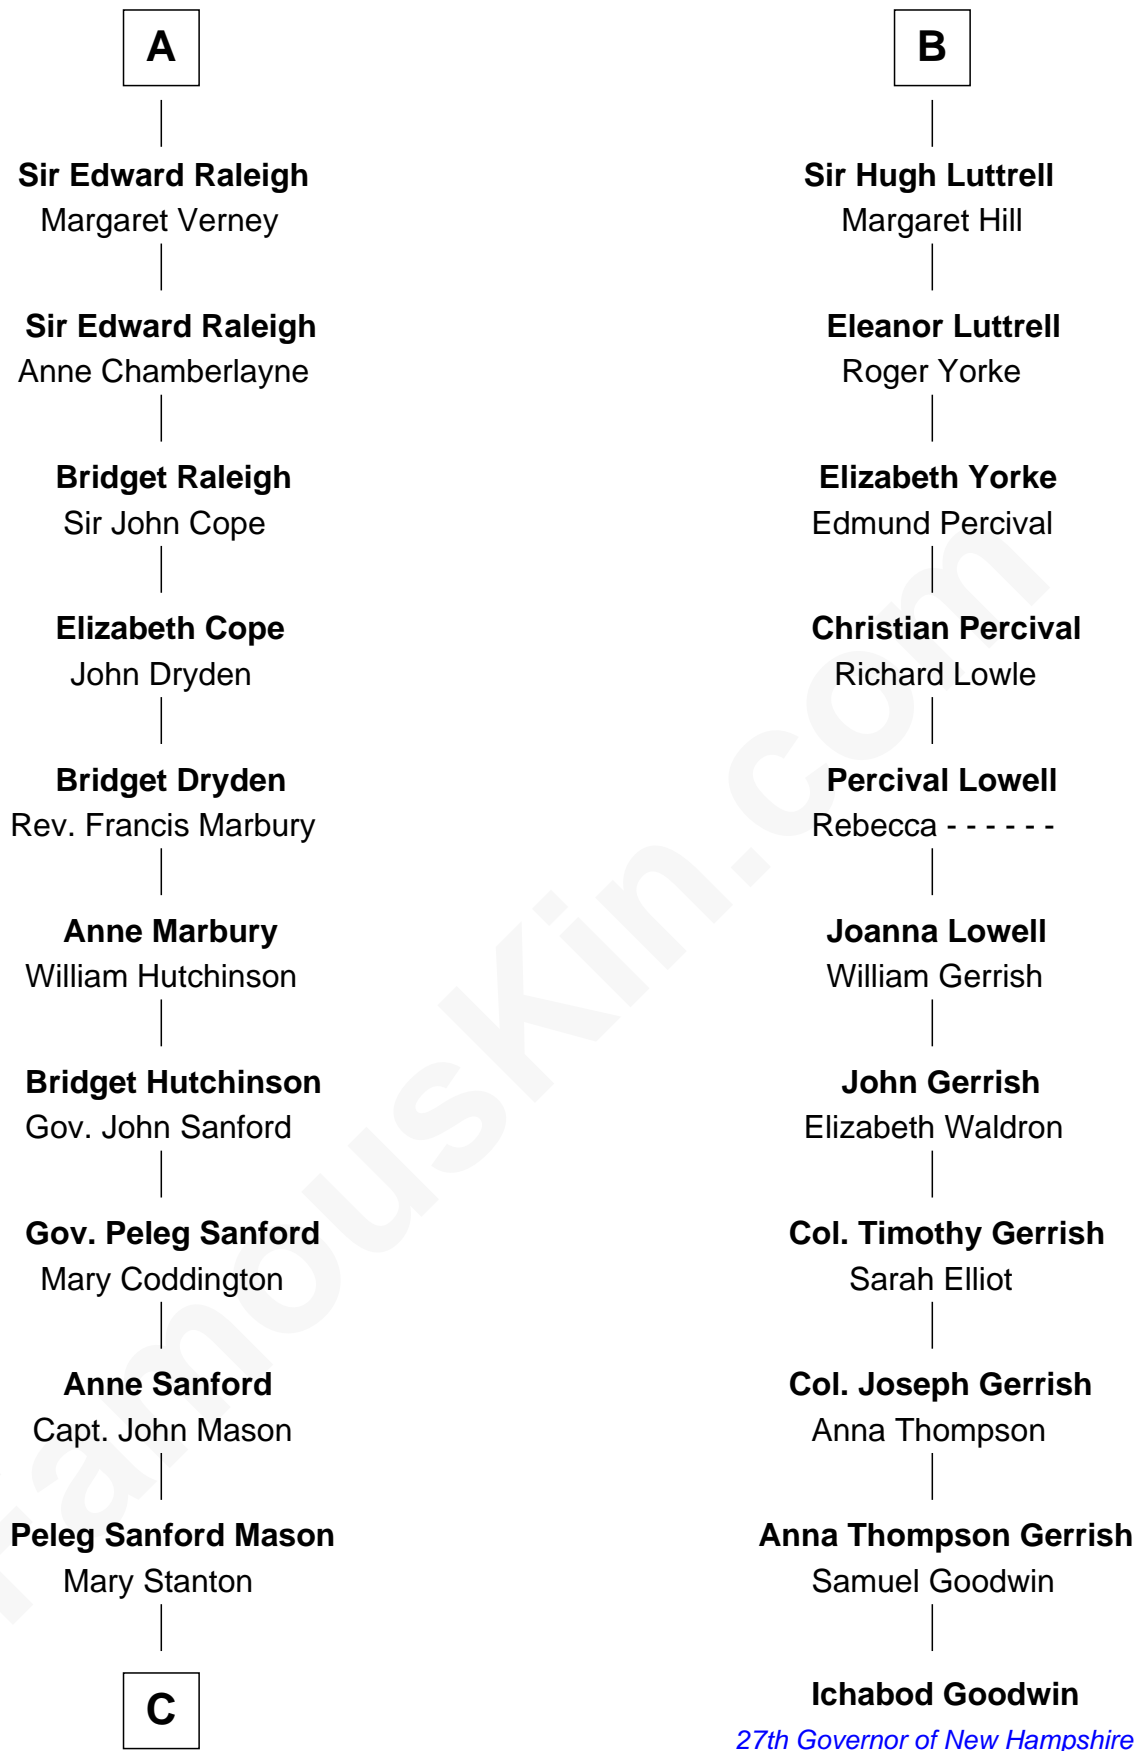 A
Sir Edward Raleigh
Margaret Verney
Sir Edward Raleigh
Anne Chamberlayne
Bridget Raleigh
Sir John Cope
Elizabeth Cope
John Dryden
Bridget Dryden
Rev. Francis Marbury
Anne Marbury
William Hutchinson
Bridget Hutchinson
Gov. John Sanford
Gov. Peleg Sanford
Mary Coddington
Anne Sanford
Capt. John Mason
Peleg Sanford Mason
Mary Stanton
C
B
Sir Hugh Luttrell
Margaret Hill
Eleanor Luttrell
Roger Yorke
Elizabeth Yorke
Edmund Percival
Christian Percival
Richard Lowle
Percival Lowell
Rebecca - - - - - -
Joanna Lowell
William Gerrish
John Gerrish
Elizabeth Waldron
Col. Timothy Gerrish
Sarah Elliot
Col. Joseph Gerrish
Anna Thompson
Anna Thompson Gerrish
Samuel Goodwin
Ichabod Goodwin
27th Governor of New Hampshire
FamousKin.com